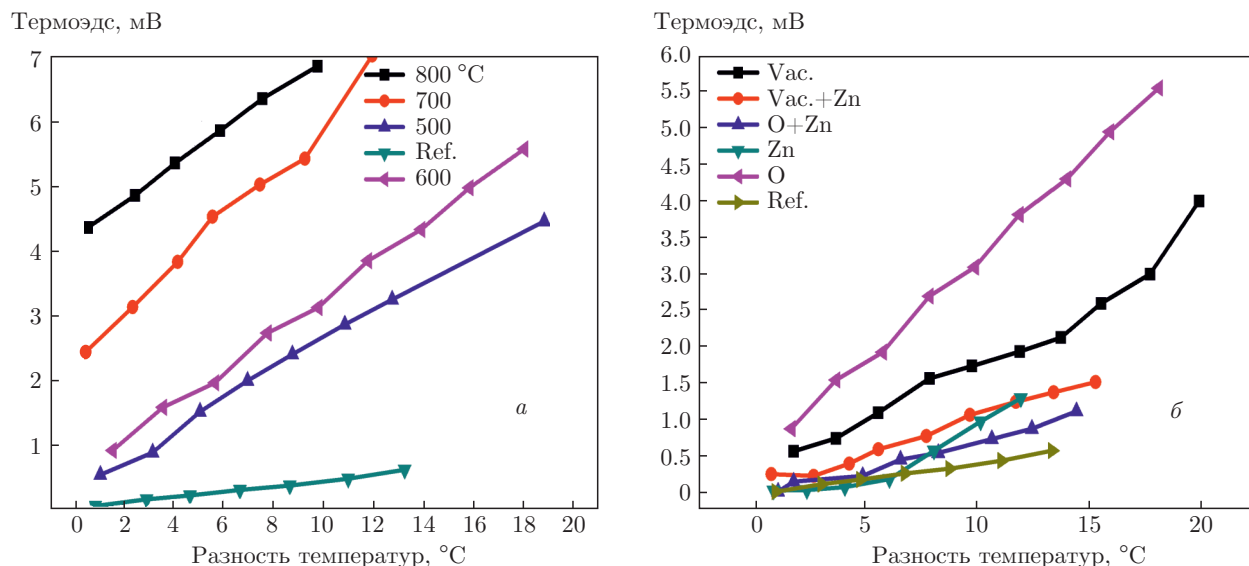 Термоэдс, мВ
7
6
5
4
3
2
1
0 2 4 6 8 10 12 14 16 18 20
Разность температур, °C
800 °C
700
500
Ref.
600
а
Термоэдс, мВ
6.0
5.5
5.0
4.5
4.0
3.5
3.0
2.5
2.0
1.5
1.0
0.5
0
0 5 10 15 20
Разность температур, °C
Vac.
Vac.+Zn
O+Zn
Zn
O
Ref.
б